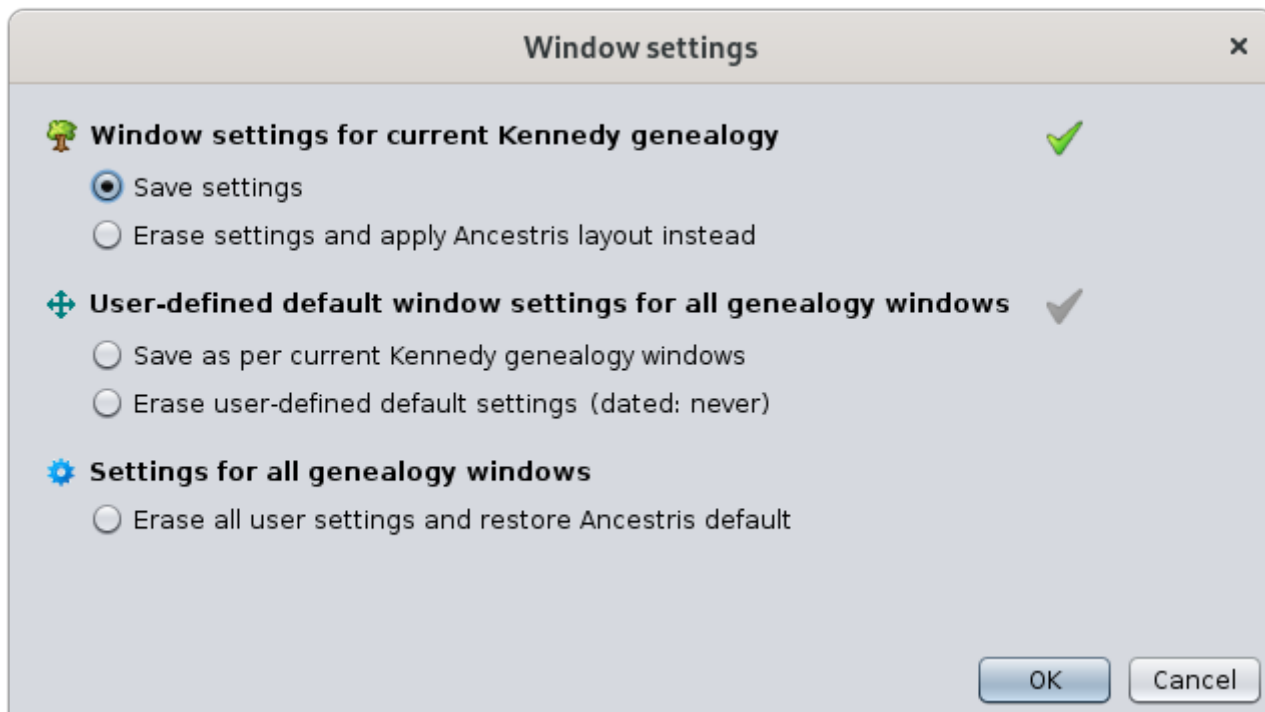 Window settings
Window settings for current Kennedy genealogy
Save settings
Erase settings and apply Ancestris layout instead
User-defined default window settings for all genealogy windows
Save as per current Kennedy genealogy windows
Erase user-defined default settings (dated: never)
Settings for all genealogy windows
Erase all user settings and restore Ancestris default
OK Cancel